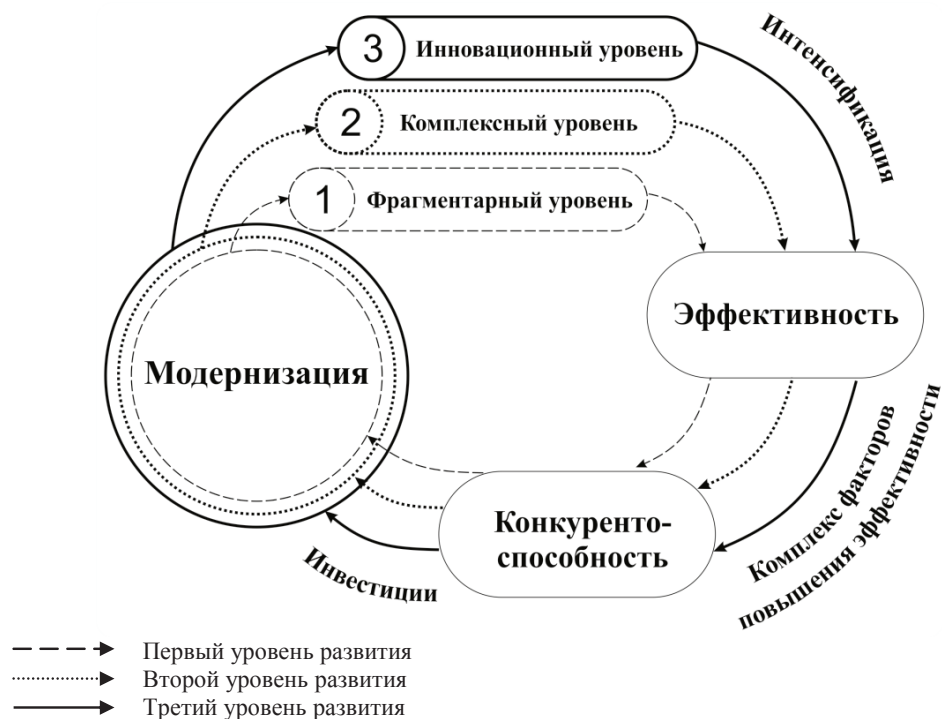 3 Инновационный уровень
Интенсификация
2 Комплексный уровень
1 Фрагментарный уровень
Эффективность
Модернизация
Комплекс факторов
повышения эффективности
Конкуренто-
способность
Инвестиции
Первый уровень развития
Второй уровень развития
Третий уровень развития